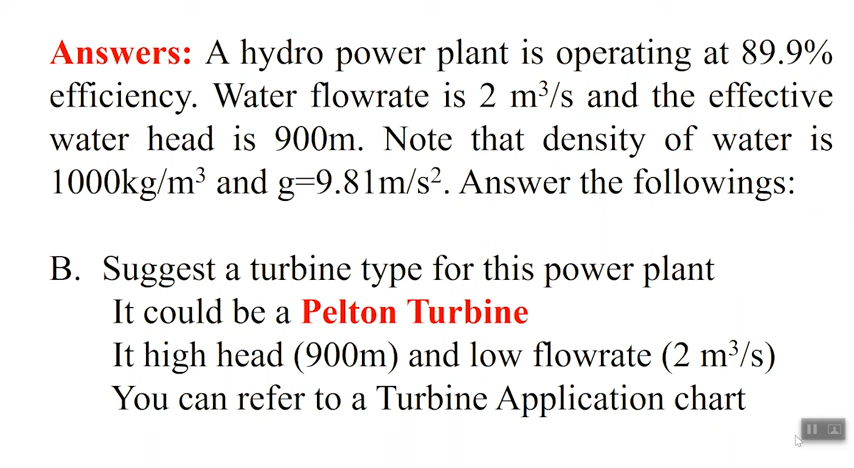 Answers: A hydro power plant is operating at 89.9%
efficiency. Water flowrate is 2 m³/s and the effective
water head is 900m. Note that density of water is
1000kg/m³ and g=9.81m/s². Answer the followings:
B. Suggest a turbine type for this power plant
It could be a Pelton Turbine
It high head (900m) and low flowrate (2 m³/s)
You can refer to a Turbine Application chart